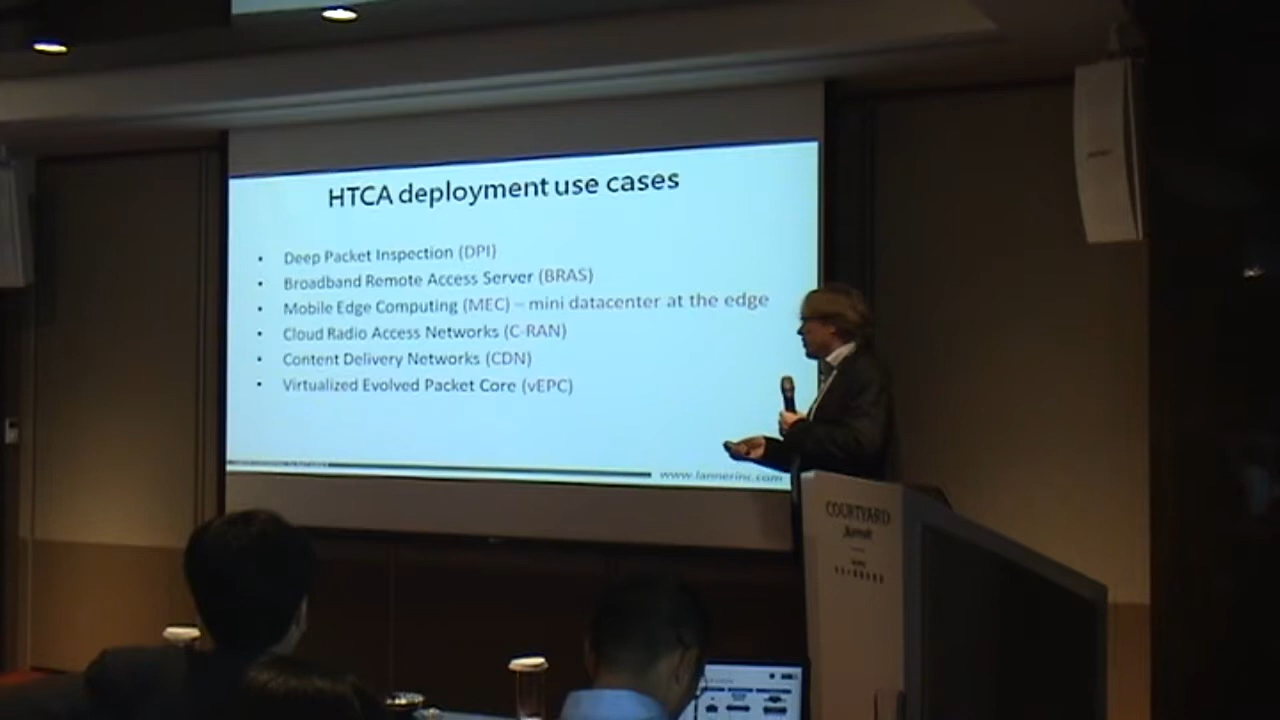 HTCA deployment use cases
• Deep Packet Inspection (DPI)
• Broadband Remote Access Server (BRAS)
• Mobile Edge Computing (MEC) – mini datacenter at the edge
• Cloud Radio Access Networks (C-RAN)
• Content Delivery Networks (CDN)
• Virtualized Evolved Packet Core (vEPC)
www.lannerinc.com
COURTYARD
Marriott